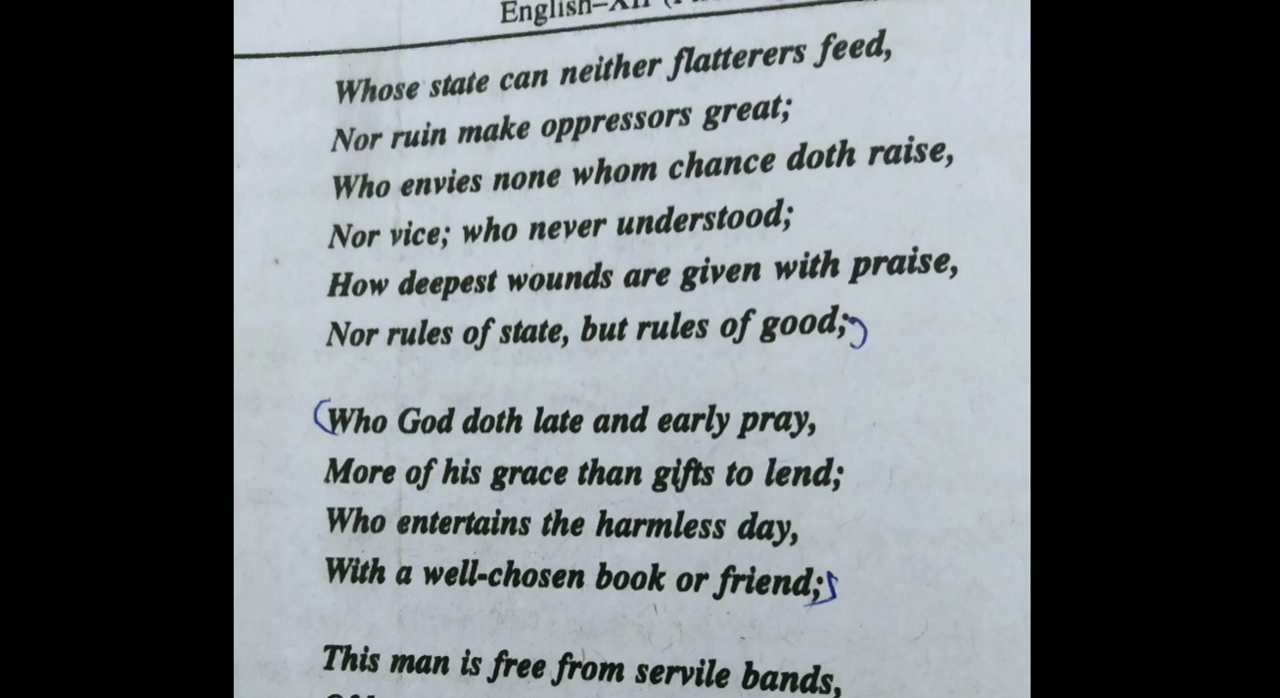 English–XII
Whose state can neither flatterers feed,
Nor ruin make oppressors great;
Who envies none whom chance doth raise,
Nor vice; who never understood;
How deepest wounds are given with praise,
Nor rules of state, but rules of good;
Who God doth late and early pray,
More of his grace than gifts to lend;
Who entertains the harmless day,
With a well-chosen book or friend;
This man is free from servile bands,